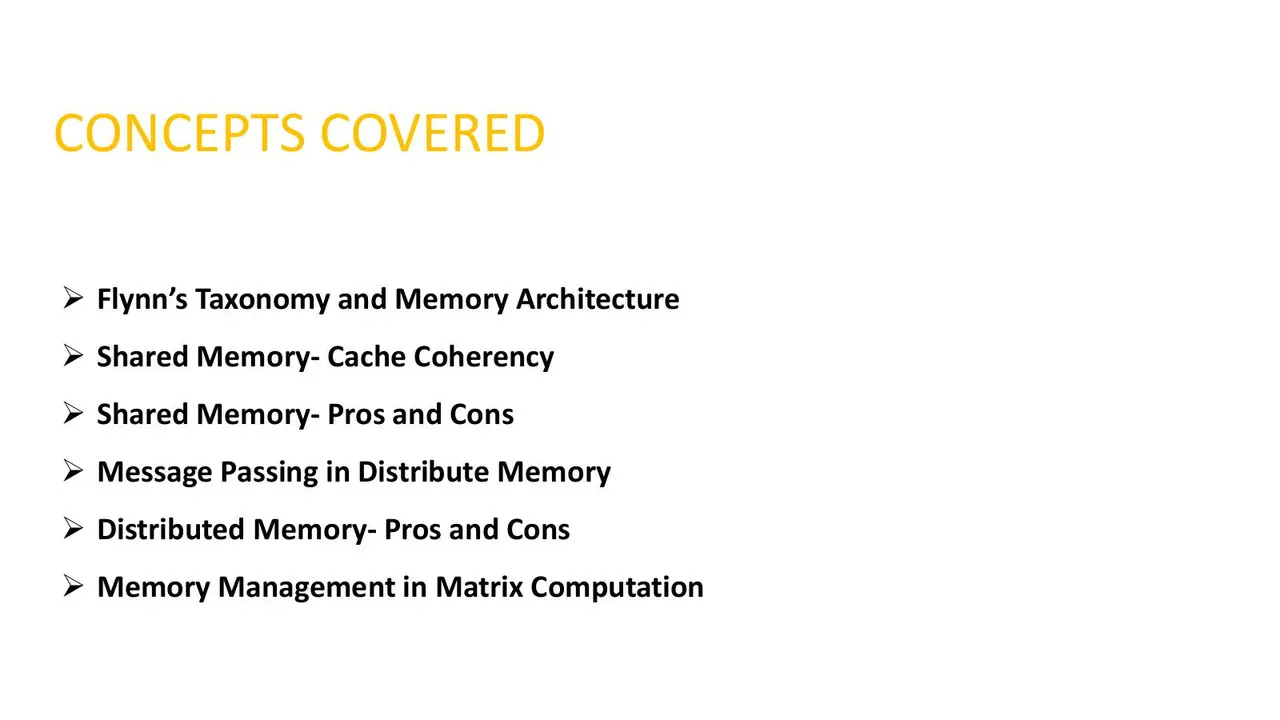 CONCEPTS COVERED
➢ Flynn’s Taxonomy and Memory Architecture
➢ Shared Memory- Cache Coherency
➢ Shared Memory- Pros and Cons
➢ Message Passing in Distribute Memory
➢ Distributed Memory- Pros and Cons
➢ Memory Management in Matrix Computation